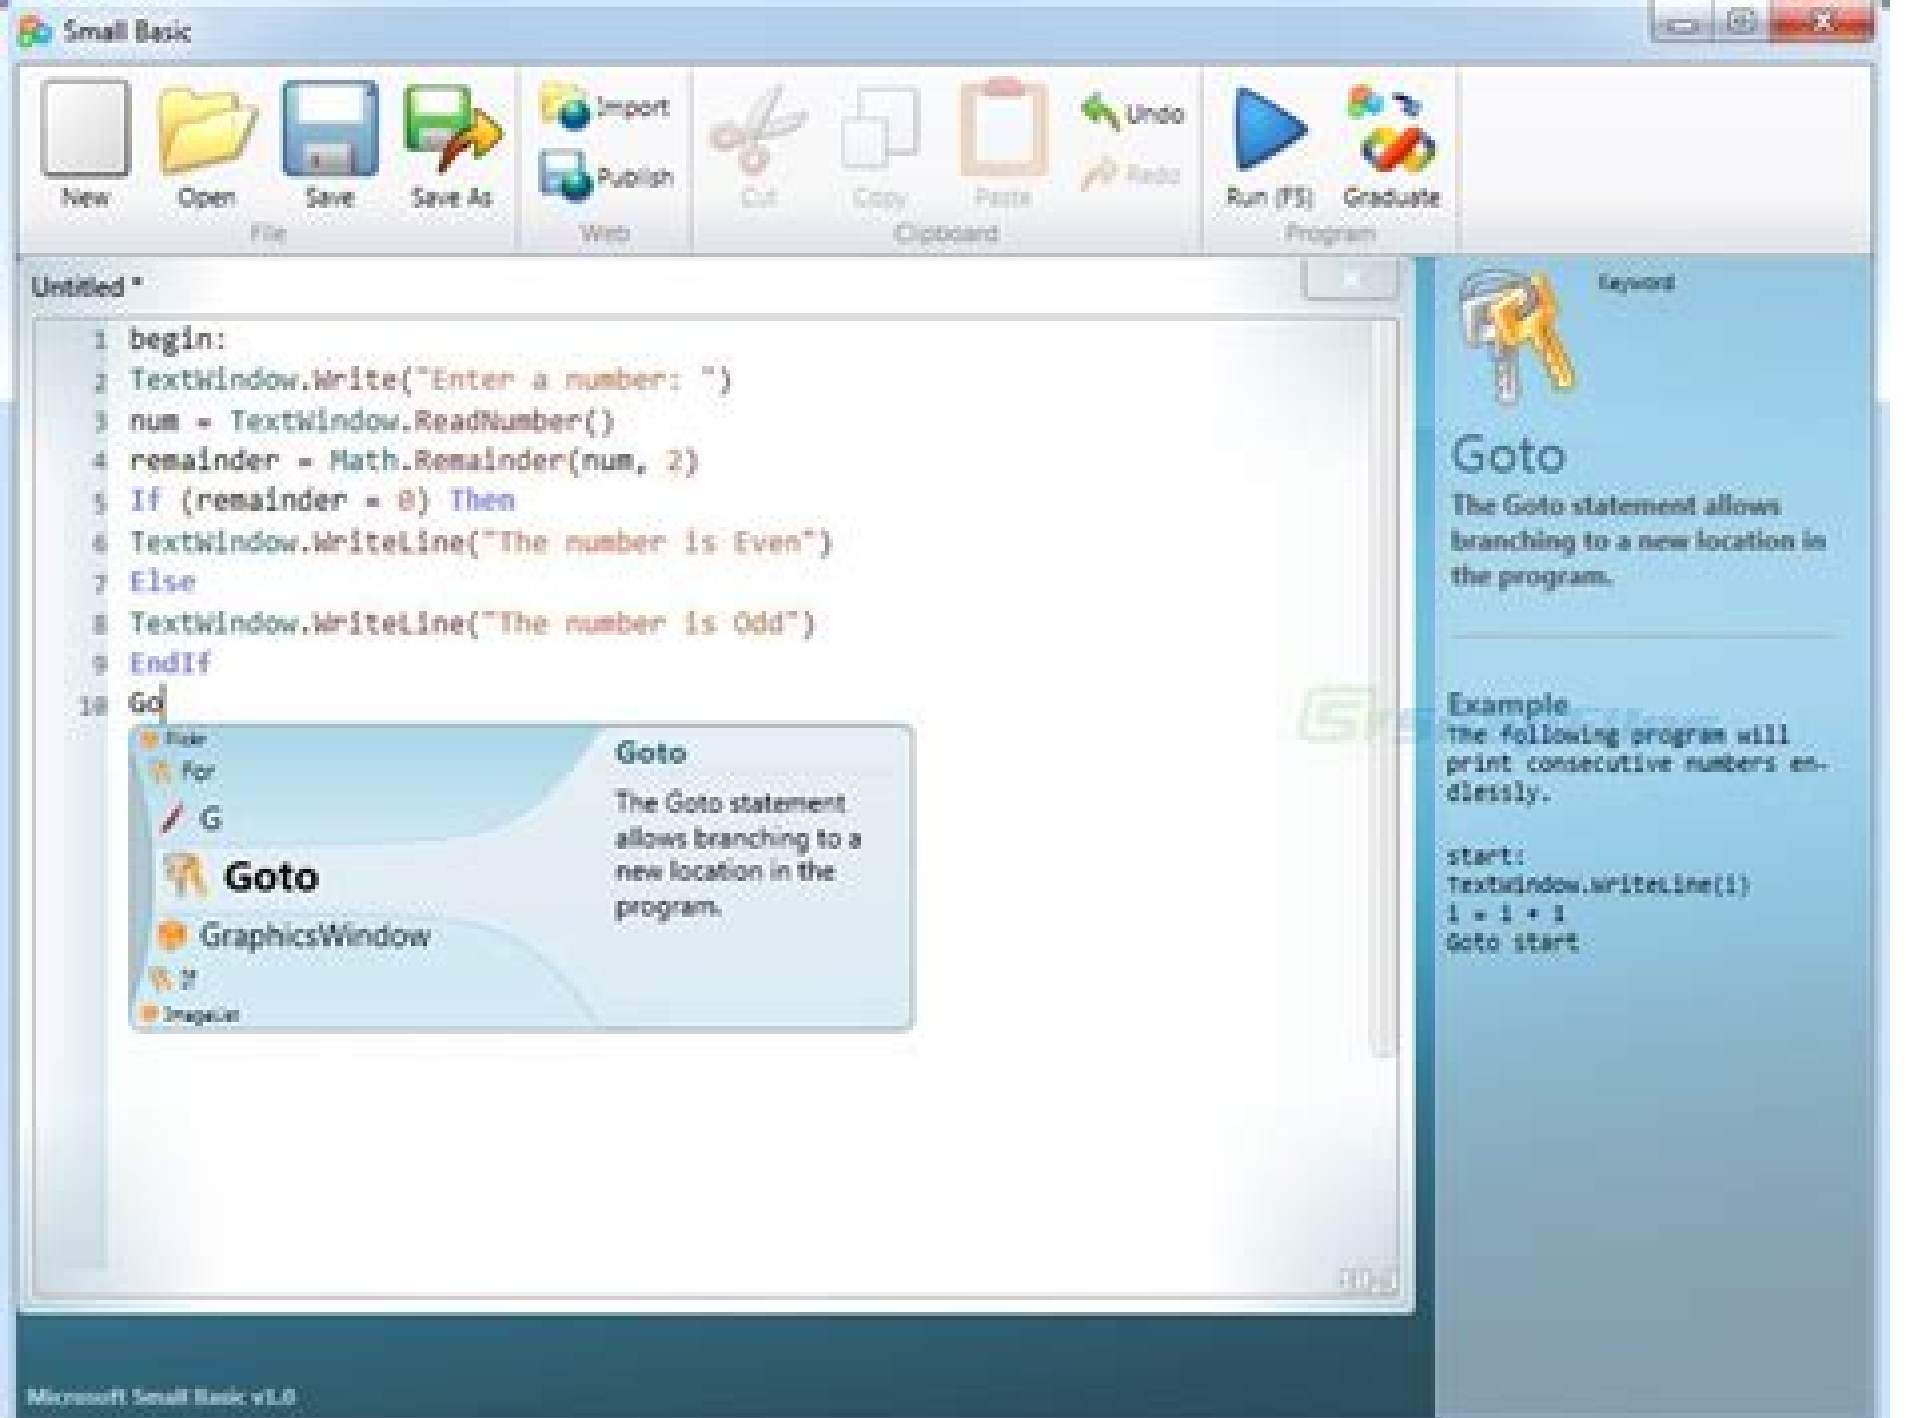 Small Basic
New
Open
Save
Save As
Import
Publish
Cut
Copy
Paste
Undo
Redo
Run (F5)
Graduate
File
Web
Clipboard
Program
Untitled *
1 begin:
2 TextWindow.Write("Enter a number: ")
3 num = TextWindow.ReadNumber()
4 remainder = Math.Remainder(num, 2)
5 If (remainder = 0) Then
6 TextWindow.WriteLine("The number is Even")
7 Else
8 TextWindow.WriteLine("The number is Odd")
9 EndIf
10 Go
Flickr
For
G
Goto
GraphicsWindow
If
ImageList
Goto
The Goto statement
allows branching to a
new location in the
program.
Keyword
Goto
The Goto statement allows
branching to a new location in
the program.
Example
The following program will
print consecutive numbers en-
dlessly.
start:
TextWindow.WriteLine(i)
i = i + 1
Goto start
Microsoft Small Basic v1.0